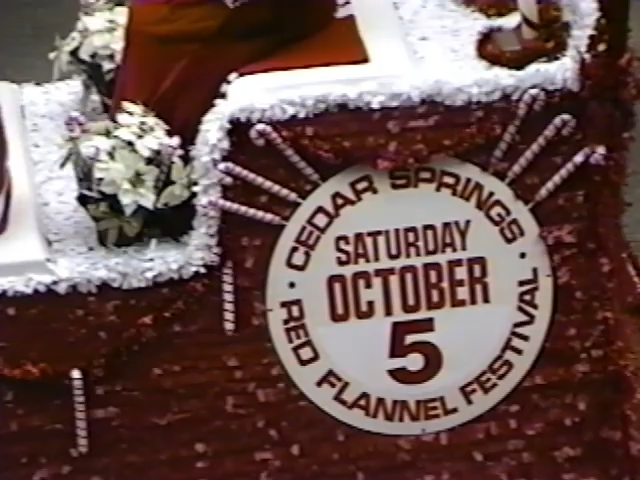 CEDAR SPRINGS
SATURDAY
OCTOBER
5
RED FLANNEL FESTIVAL